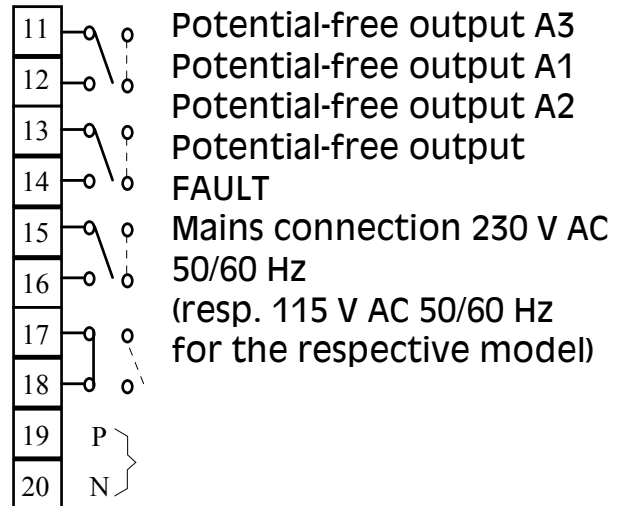 11
Potential-free output A3
Potential-free output A1
12
Potential-free output A2
13
Potential-free output
14
FAULT
15
Mains connection 230 V AC
16
50/60 Hz
(resp. 115 V AC 50/60 Hz
17
for the respective model)
18
19 P
20 N